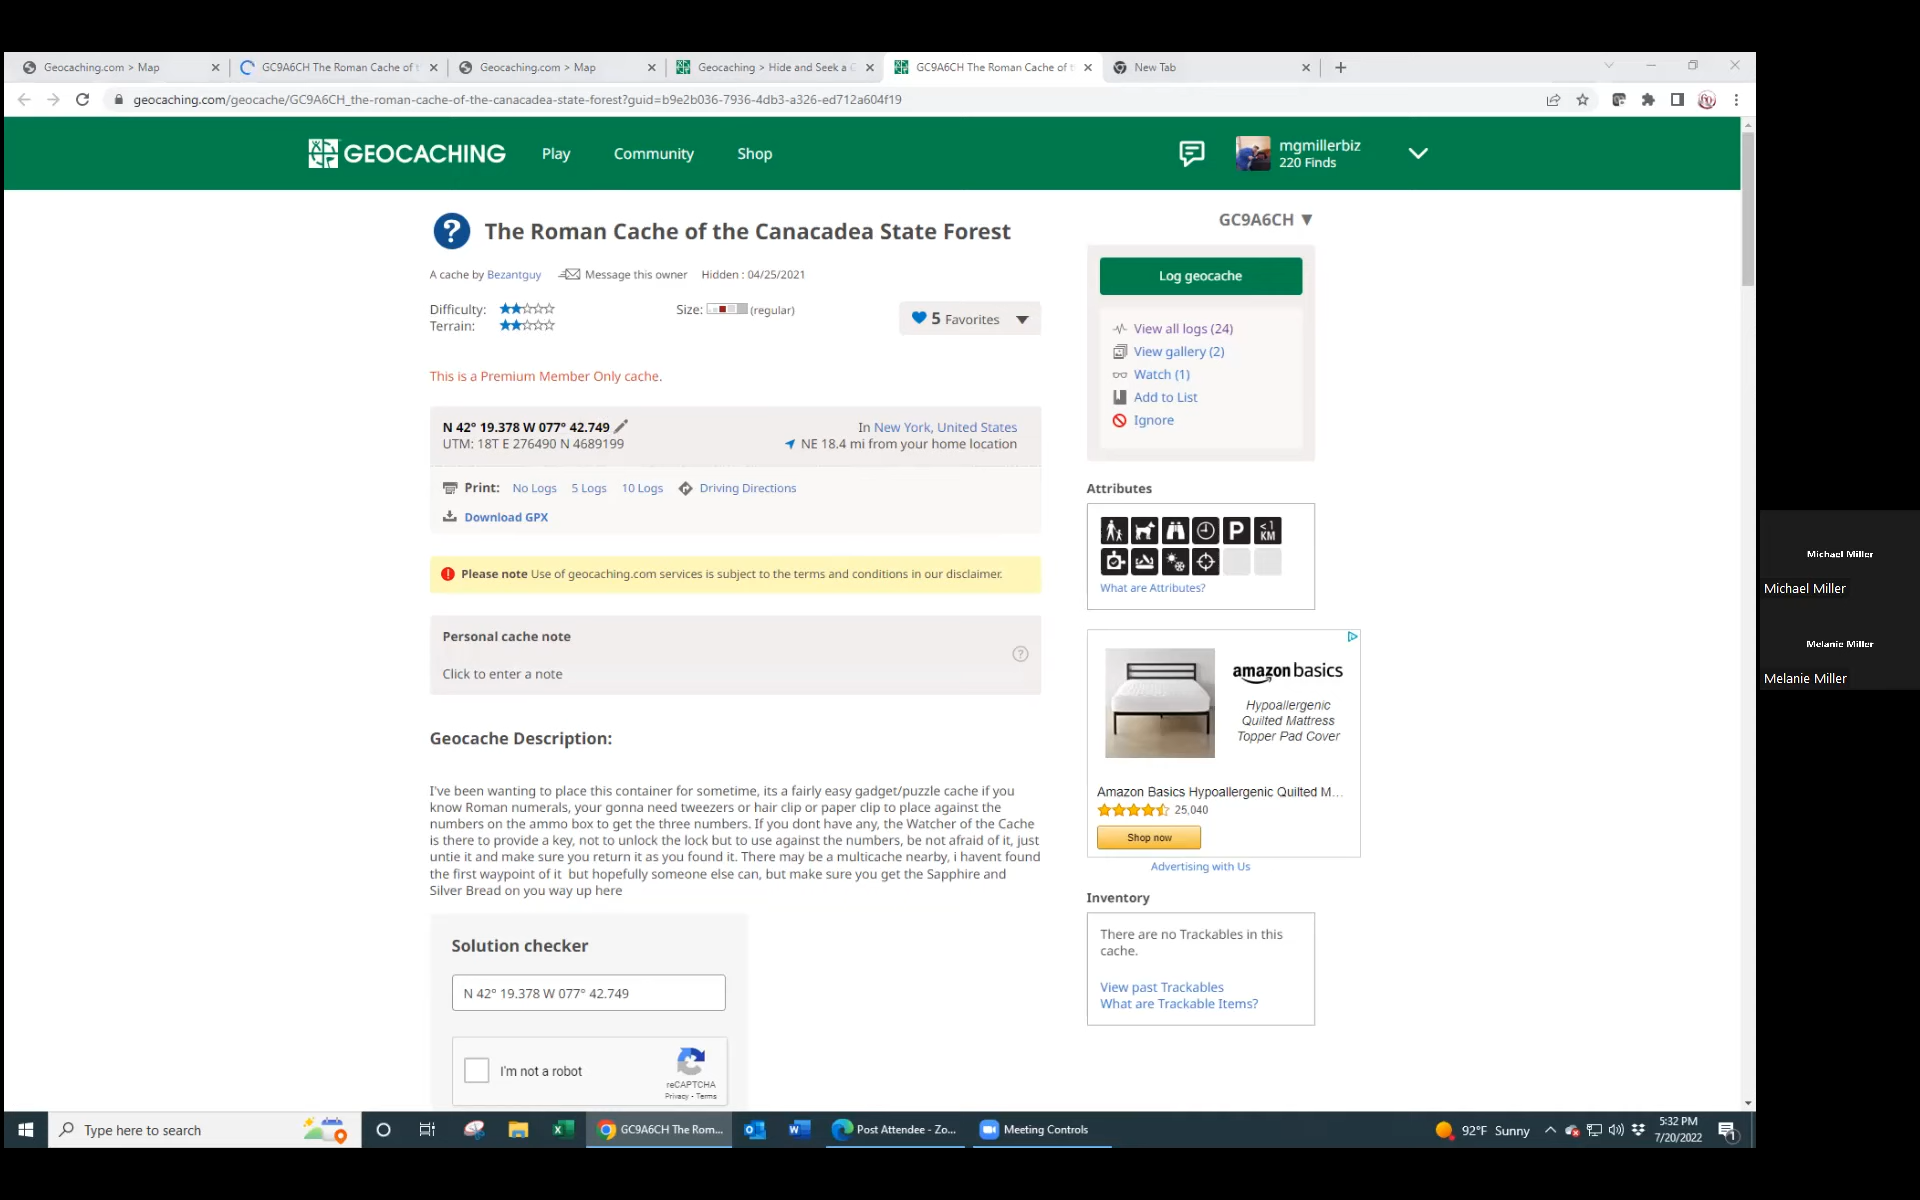 Geocaching.com > Map
GC9A6CH The Roman Cache of t
Geocaching.com > Map
Geocaching > Hide and Seek a G
GC9A6CH The Roman Cache of t
New Tab
geocaching.com/geocache/GC9A6CH_the-roman-cache-of-the-canacadea-state-forest?guid=b9e2b036-7936-4db3-a326-ed712a604f19
GEOCACHING
Play
Community
Shop
mgmillerbiz
220 Finds
The Roman Cache of the Canacadea State Forest
A cache by Bezantguy
Message this owner
Hidden : 04/25/2021
Difficulty:
Terrain:
Size:
(regular)
5 Favorites
This is a Premium Member Only cache.
N 42° 19.378 W 077° 42.749
UTM: 18T E 276490 N 4689199
In New York, United States
NE 18.4 mi from your home location
Print: No Logs 5 Logs 10 Logs
Driving Directions
Download GPX
Please note Use of geocaching.com services is subject to the terms and conditions in our disclaimer.
Personal cache note
Click to enter a note
Geocache Description:
I've been wanting to place this container for sometime, its a fairly easy gadget/puzzle cache if you
know Roman numerals, your gonna need tweezers or hair clip or paper clip to place against the
numbers on the ammo box to get the three numbers. If you dont have any, the Watcher of the Cache
is there to provide a key, not to unlock the lock but to use against the numbers, be not afraid of it, just
untie it and make sure you return it as you found it. There may be a multicache nearby, i havent found
the first waypoint of it but hopefully someone else can, but make sure you get the Sapphire and
Silver Bread on you way up here
Solution checker
N 42° 19.378 W 077° 42.749
I'm not a robot
reCAPTCHA
Privacy - Terms
GC9A6CH ▼
Log geocache
View all logs (24)
View gallery (2)
Watch (1)
Add to List
Ignore
Attributes
P
<1
KM
What are Attributes?
amazon basics
Hypoallergenic
Quilted Mattress
Topper Pad Cover
Amazon Basics Hypoallergenic Quilted M...
25,040
Shop now
Advertising with Us
Inventory
There are no Trackables in this
cache.
View past Trackables
What are Trackable Items?
Michael Miller
Michael Miller
Melanie Miller
Melanie Miller
Type here to search
GC9A6CH The Rom...
Post Attendee - Zo...
Meeting Controls
92°F Sunny
5:32 PM
7/20/2022
1